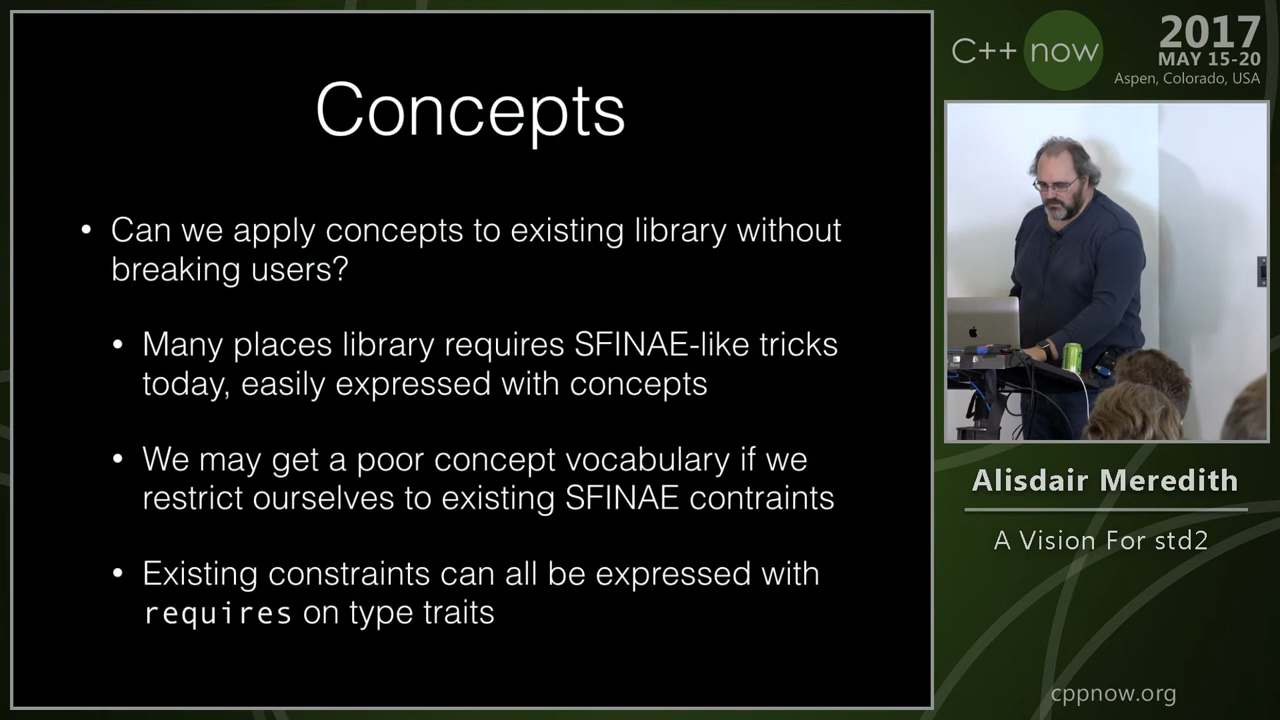 Concepts
• Can we apply concepts to existing library without
breaking users?
• Many places library requires SFINAE-like tricks
today, easily expressed with concepts
• We may get a poor concept vocabulary if we
restrict ourselves to existing SFINAE contraints
• Existing constraints can all be expressed with
requires on type traits
C++ now
2017
MAY 15-20
Aspen, Colorado, USA
Alisdair Meredith
A Vision For std2
cppnow.org